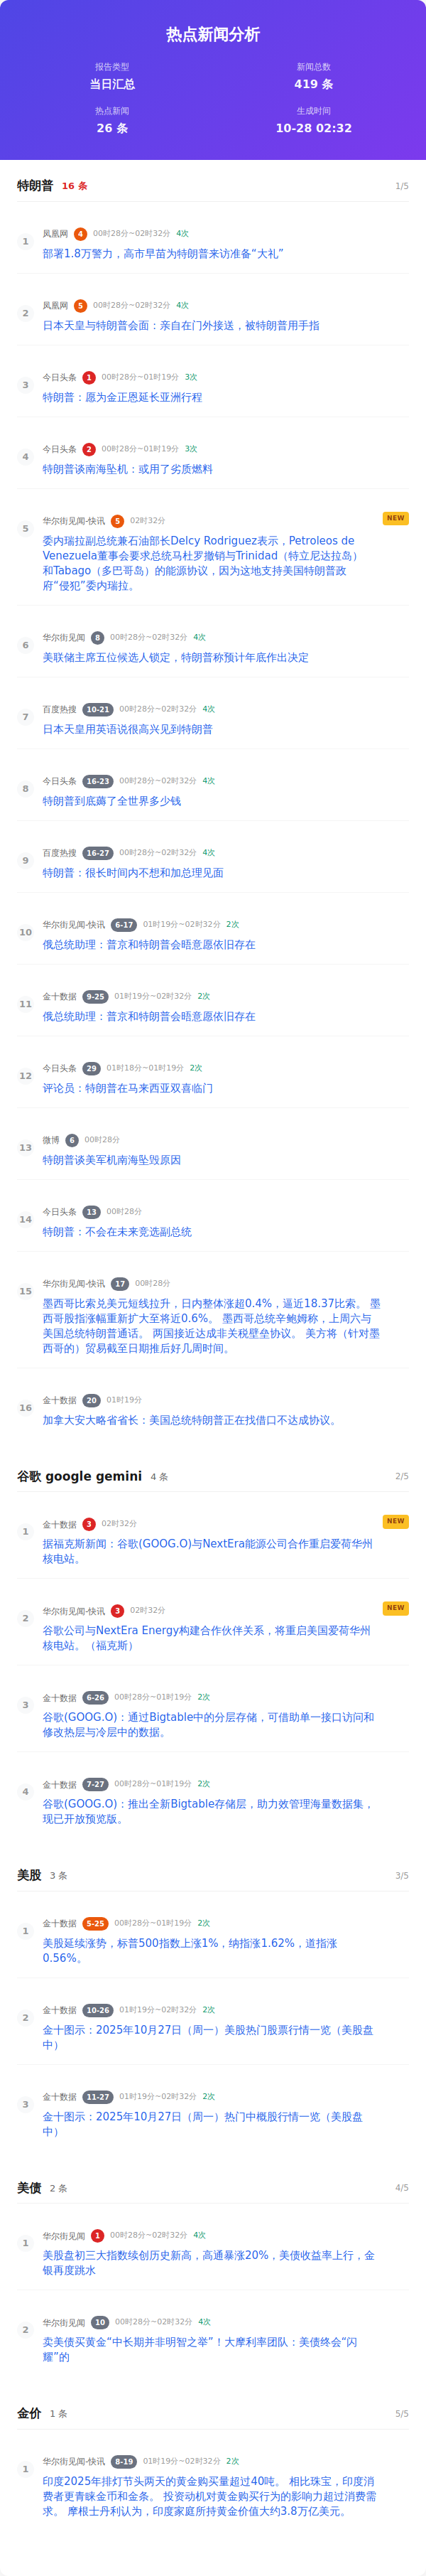 热点新闻分析
报告类型
新闻总数
当日汇总
419 条
热点新闻
生成时间
26 条
10-28 02:32
特朗普 16 条 1/5
1
凤凰网 4 00时28分~02时32分 4次
部署1.8万警力，高市早苗为特朗普来访准备“大礼”
2
凤凰网 5 00时28分~02时32分 4次
日本天皇与特朗普会面：亲自在门外接送，被特朗普用手指
3
今日头条 1 00时28分~01时19分 3次
特朗普：愿为金正恩延长亚洲行程
4
今日头条 2 00时28分~01时19分 3次
特朗普谈南海坠机：或用了劣质燃料
5
华尔街见闻-快讯 5 02时32分 NEW
委内瑞拉副总统兼石油部长Delcy Rodriguez表示，Petroleos de
Venezuela董事会要求总统马杜罗撤销与Trinidad（特立尼达拉岛）
和Tabago（多巴哥岛）的能源协议，因为这地支持美国特朗普政
府“侵犯”委内瑞拉。
6
华尔街见闻 8 00时28分~02时32分 4次
美联储主席五位候选人锁定，特朗普称预计年底作出决定
7
百度热搜 10-21 00时28分~02时32分 4次
日本天皇用英语说很高兴见到特朗普
8
今日头条 16-23 00时28分~02时32分 4次
特朗普到底薅了全世界多少钱
9
百度热搜 16-27 00时28分~02时32分 4次
特朗普：很长时间内不想和加总理见面
10
华尔街见闻-快讯 6-17 01时19分~02时32分 2次
俄总统助理：普京和特朗普会晤意愿依旧存在
11
金十数据 9-25 01时19分~02时32分 2次
俄总统助理：普京和特朗普会晤意愿依旧存在
12
今日头条 29 01时18分~01时19分 2次
评论员：特朗普在马来西亚双喜临门
13
微博 6 00时28分
特朗普谈美军机南海坠毁原因
14
今日头条 13 00时28分
特朗普：不会在未来竞选副总统
15
华尔街见闻-快讯 17 00时28分
墨西哥比索兑美元短线拉升，日内整体涨超0.4%，逼近18.37比索。 墨
西哥股指涨幅重新扩大至将近0.6%。 墨西哥总统辛鲍姆称，上周六与
美国总统特朗普通话。 两国接近达成非关税壁垒协议。 美方将（针对墨
西哥的）贸易截至日期推后好几周时间。
16
金十数据 20 01时19分
加拿大安大略省省长：美国总统特朗普正在找借口不达成协议。
谷歌 google gemini 4 条 2/5
1
金十数据 3 02时32分 NEW
据福克斯新闻：谷歌(GOOG.O)与NextEra能源公司合作重启爱荷华州
核电站。
2
华尔街见闻-快讯 3 02时32分 NEW
谷歌公司与NextEra Energy构建合作伙伴关系，将重启美国爱荷华州
核电站。（福克斯）
3
金十数据 6-26 00时28分~01时19分 2次
谷歌(GOOG.O)：通过Bigtable中的分层存储，可借助单一接口访问和
修改热层与冷层中的数据。
4
金十数据 7-27 00时28分~01时19分 2次
谷歌(GOOG.O)：推出全新Bigtable存储层，助力高效管理海量数据集，
现已开放预览版。
美股 3 条 3/5
1
金十数据 5-25 00时28分~01时19分 2次
美股延续涨势，标普500指数上涨1%，纳指涨1.62%，道指涨
0.56%。
2
金十数据 10-26 01时19分~02时32分 2次
金十图示：2025年10月27日（周一）美股热门股票行情一览（美股盘
中）
3
金十数据 11-27 01时19分~02时32分 2次
金十图示：2025年10月27日（周一）热门中概股行情一览（美股盘
中）
美债 2 条 4/5
1
华尔街见闻 1 00时28分~02时32分 4次
美股盘初三大指数续创历史新高，高通暴涨20%，美债收益率上行，金
银再度跳水
2
华尔街见闻 10 00时28分~02时32分 4次
卖美债买黄金“中长期并非明智之举”！大摩利率团队：美债终会“闪
耀”的
金价 1 条 5/5
1
华尔街见闻-快讯 8-19 01时19分~02时32分 2次
印度2025年排灯节头两天的黄金购买量超过40吨。 相比珠宝，印度消
费者更青睐金币和金条。 投资动机对黄金购买行为的影响力超过消费需
求。 摩根士丹利认为，印度家庭所持黄金价值大约3.8万亿美元。